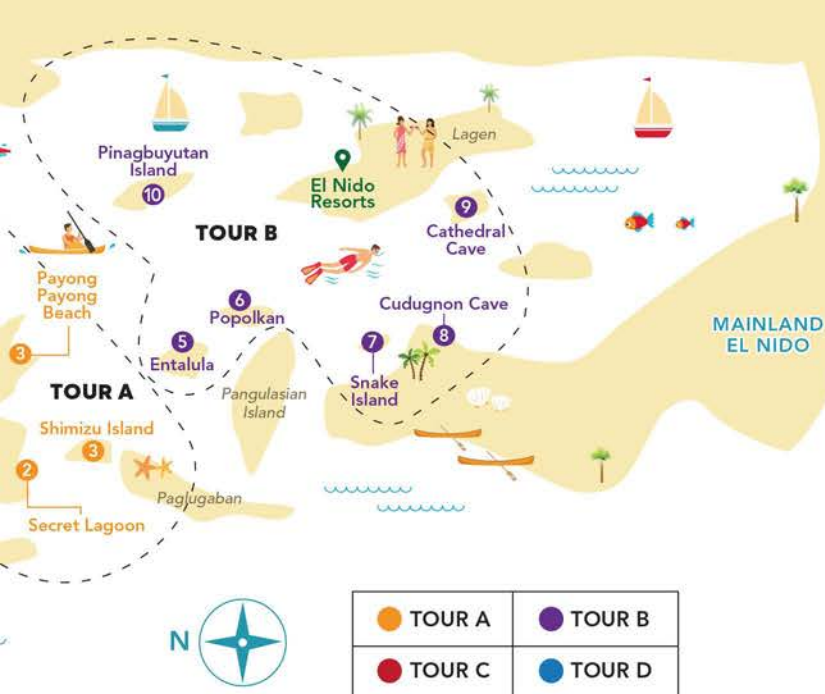 Lagen
Pinagbuyutan
Island
10
El Nido
Resorts
9
Cathedral
Cave
TOUR B
Payong
Payong
Beach
3
6
Popolkan
Cudugnon Cave
8
5
Entalula
7
Snake
Island
MAINLAND
EL NIDO
TOUR A
Pangulasian
Island
Shimizu Island
3
2
Secret Lagoon
Paglugaban
N
TOUR A
TOUR B
TOUR C
TOUR D